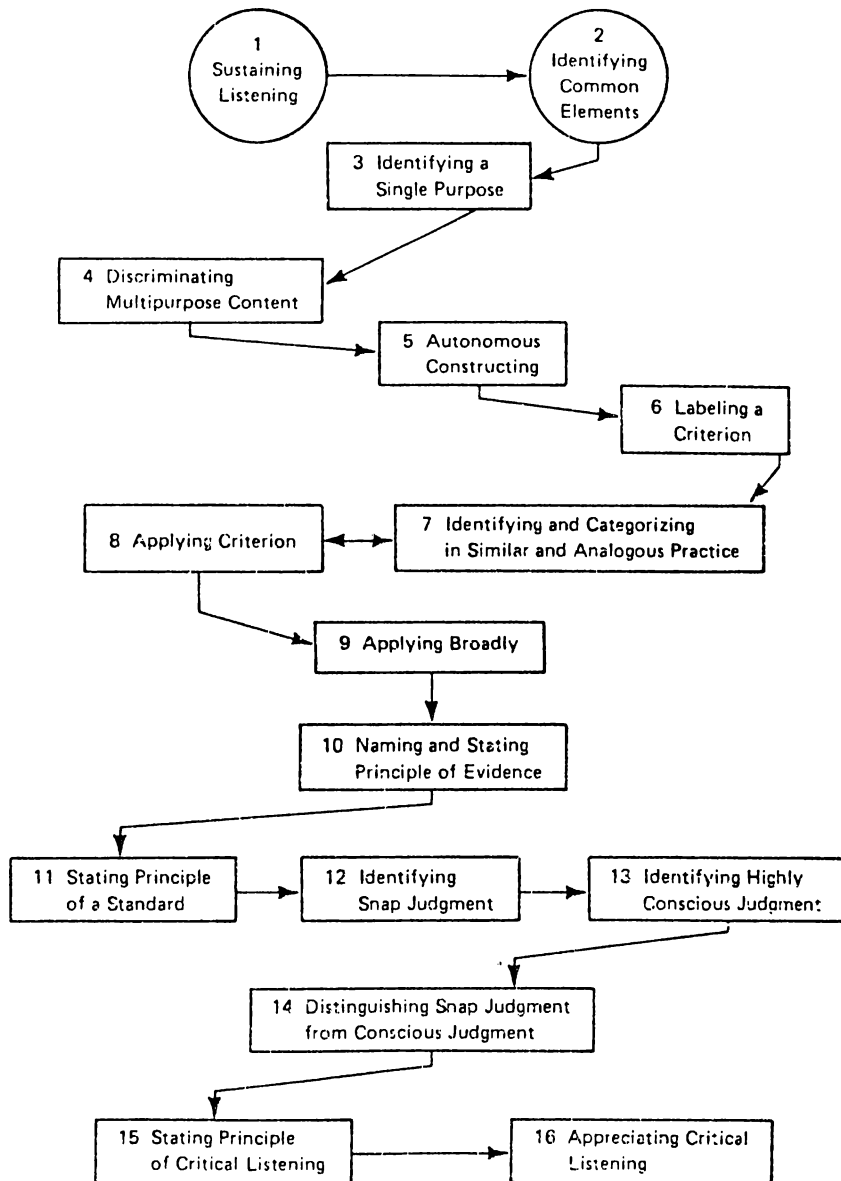 1
Sustaining
Listening
2
Identifying
Common
Elements
3 Identifying a
Single Purpose
4 Discriminating
Multipurpose Content
5 Autonomous
Constructing
6 Labeling a
Criterion
8 Applying Criterion
7 Identifying and Categorizing
in Similar and Analogous Practice
9 Applying Broadly
10 Naming and Stating
Principle of Evidence
11 Stating Principle
of a Standard
12 Identifying
Snap Judgment
13 Identifying Highly
Conscious Judgment
14 Distinguishing Snap Judgment
from Conscious Judgment
15 Stating Principle
of Critical Listening
16 Appreciating Critical
Listening